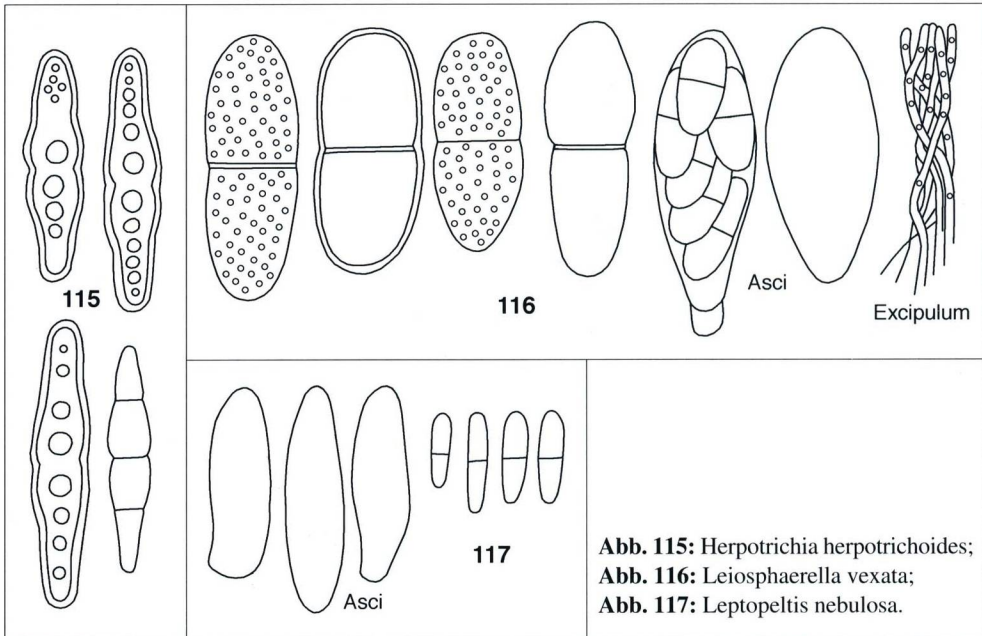 115
116
Asci
Excipulum
117
Asci
Abb. 115: Herpotrichia herpotrichoides;
Abb. 116: Leiosphaerella vexata;
Abb. 117: Leptopeltis nebulosa.